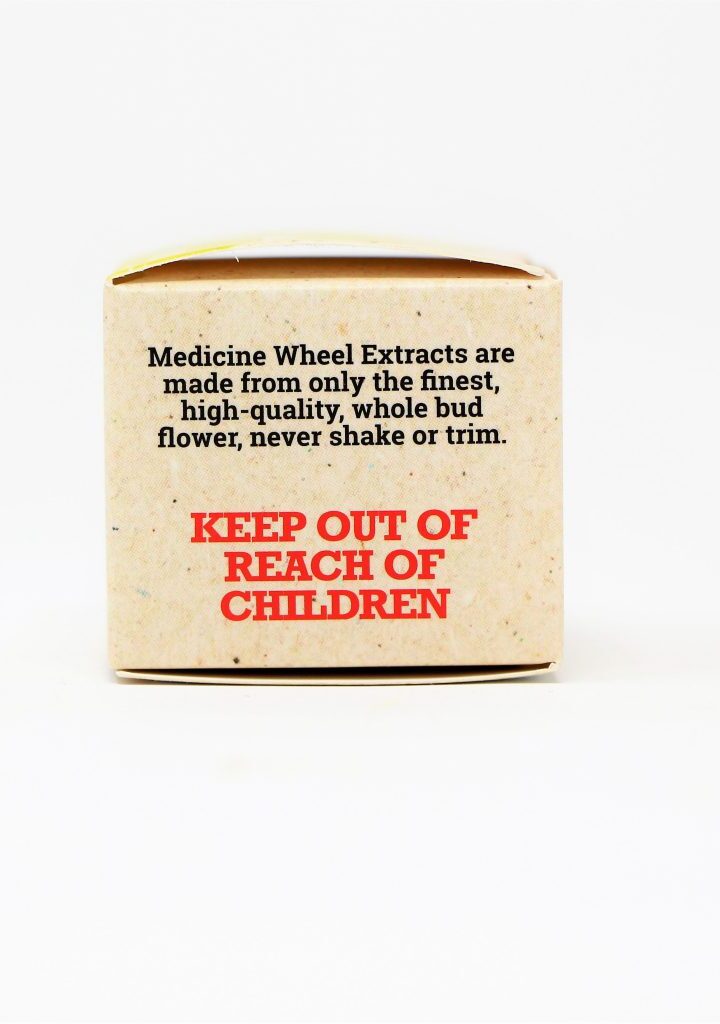 Medicine Wheel Extracts are
made from only the finest,
high-quality, whole bud
flower, never shake or trim.
KEEP OUT OF
REACH OF
CHILDREN